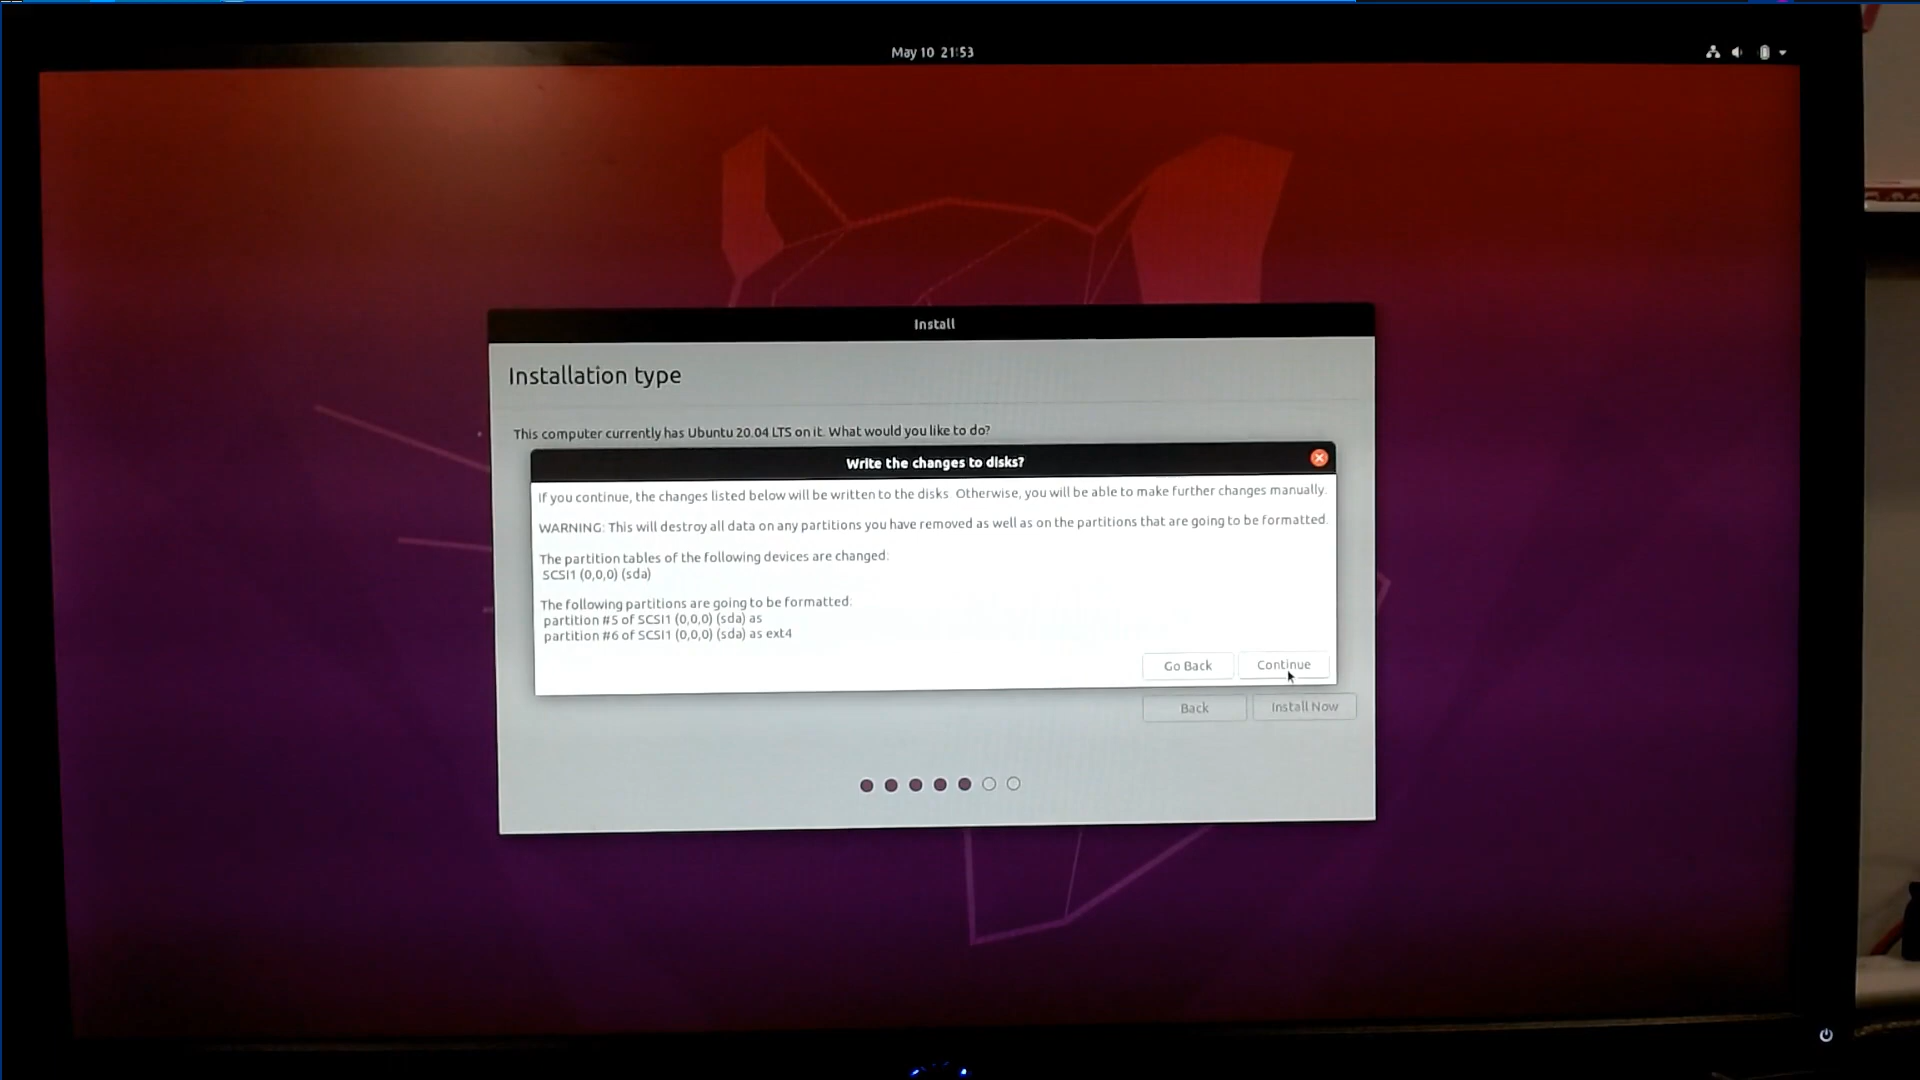 May 10 21:53
Install
Installation type
This computer currently has Ubuntu 20.04 LTS on it. What would you like to do?
Write the changes to disks?
If you continue, the changes listed below will be written to the disks. Otherwise, you will be able to make further changes manually.
WARNING: This will destroy all data on any partitions you have removed as well as on the partitions that are going to be formatted.
The partition tables of the following devices are changed:
SCSI1 (0,0,0) (sda)
The following partitions are going to be formatted:
partition #5 of SCSI1 (0,0,0) (sda) as
partition #6 of SCSI1 (0,0,0) (sda) as ext4
Go Back Continue
Back Install Now